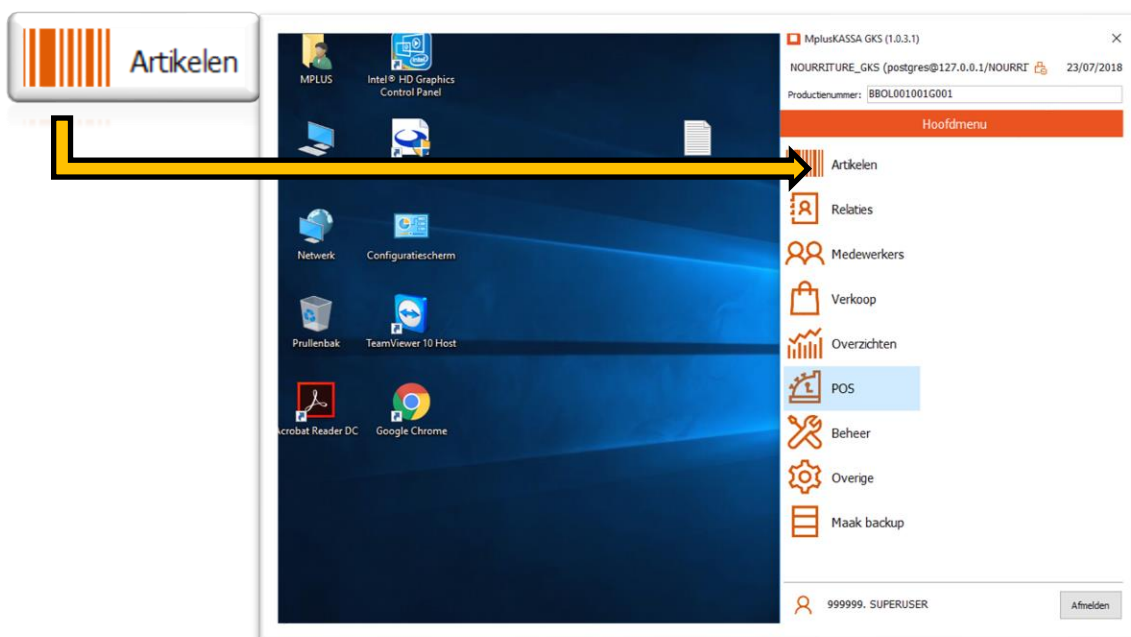 Artikelen
MPLUS
Intel® HD Graphics
Control Panel
Netwerk
Configuratiescherm
Prullenbak
TeamViewer 10 Host
Acrobat Reader DC
Google Chrome
MplusKASSA GKS (1.0.3.1)
NOURRITURE_GKS (postgres@127.0.0.1/NOURRIT 23/07/2018
Productienummer: BBOL001001G001
Hoofdmenu
Artikelen
Relaties
Medewerkers
Verkoop
Overzichten
POS
Beheer
Overige
Maak backup
999999. SUPERUSER
Afmelden